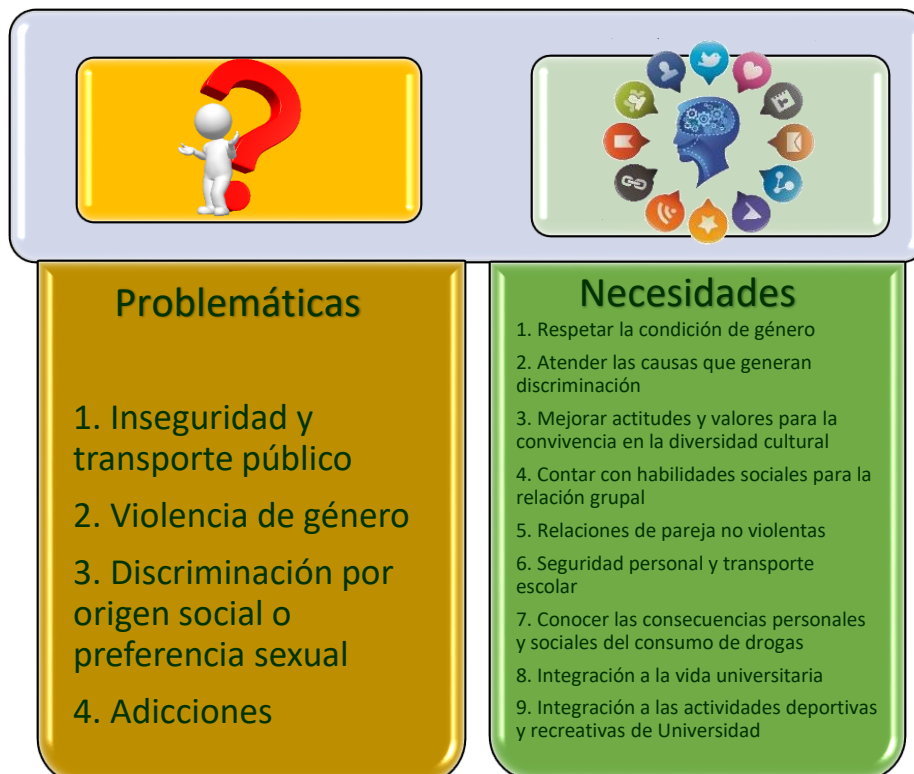 Problemáticas
1. Inseguridad y
transporte público
2. Violencia de género
3. Discriminación por
origen social o
preferencia sexual
4. Adicciones
Necesidades
1. Respetar la condición de género
2. Atender las causas que generan
discriminación
3. Mejorar actitudes y valores para la
convivencia en la diversidad cultural
4. Contar con habilidades sociales para la
relación grupal
5. Relaciones de pareja no violentas
6. Seguridad personal y transporte
escolar
7. Conocer las consecuencias personales
y sociales del consumo de drogas
8. Integración a la vida universitaria
9. Integración a las actividades deportivas
y recreativas de Universidad